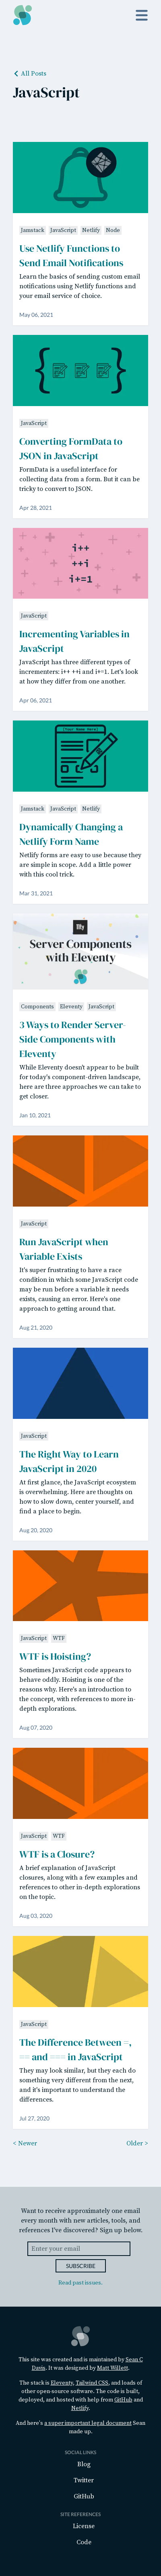 All Posts
JavaScript
Jamstack JavaScript Netlify Node
Use Netlify Functions to
Send Email Notifications
Learn the basics of sending custom email
notifications using Netlify functions and
your email service of choice.
May 06, 2021
JavaScript
Converting FormData to
JSON in JavaScript
FormData is a useful interface for
collecting data from a form. But it can be
tricky to convert to JSON.
Apr 28, 2021
i++
++i
i+=1
JavaScript
Incrementing Variables in
JavaScript
JavaScript has three different types of
incrementers: i++ ++i and i+=1. Let's look
at how they differ from one another.
Apr 06, 2021
{Your Name Here}
Jamstack JavaScript Netlify
Dynamically Changing a
Netlify Form Name
Netlify forms are easy to use because they
are simple in scope. Add a little power
with this cool trick.
Mar 31, 2021
11ty
Server Components
with Eleventy
Components Eleventy JavaScript
3 Ways to Render Server-
Side Components with
Eleventy
While Eleventy doesn't appear to be built
for today's component-driven landscape,
here are three approaches we can take to
get closer.
Jan 10, 2021
JavaScript
Run JavaScript when
Variable Exists
It's super frustrating to have a race
condition in which some JavaScript code
may be run before a variable it needs
exists, causing an error. Here's one
approach to getting around that.
Aug 21, 2020
JavaScript
The Right Way to Learn
JavaScript in 2020
At first glance, the JavaScript ecosystem
is overwhelming. Here are thoughts on
how to slow down, center yourself, and
find a place to begin.
Aug 20, 2020
JavaScript WTF
WTF is Hoisting?
Sometimes JavaScript code appears to
behave oddly. Hoisting is one of the
reasons why. Here's an introduction to
the concept, with references to more in-
depth explorations.
Aug 07, 2020
JavaScript WTF
WTF is a Closure?
A brief explanation of JavaScript
closures, along with a few examples and
references to other in-depth explorations
on the topic.
Aug 03, 2020
JavaScript
The Difference Between =,
== and === in JavaScript
They may look similar, but they each do
something very different from the next,
and it's important to understand the
differences.
Jul 27, 2020
< Newer
Older >
Want to receive approximately one email
every month with new articles, tools, and
references I've discovered? Sign up below.
Enter your email
SUBSCRIBE
Read past issues.
This site was created and is maintained by Sean C
Davis. It was designed by Matt Willett.
The stack is Eleventy, Tailwind CSS, and loads of
other open-source software. The code is built,
deployed, and hosted with help from GitHub and
Netlify.
And here's a super important legal document Sean
made up.
SOCIAL LINKS
Blog
Twitter
GitHub
SITE REFERENCES
License
Code